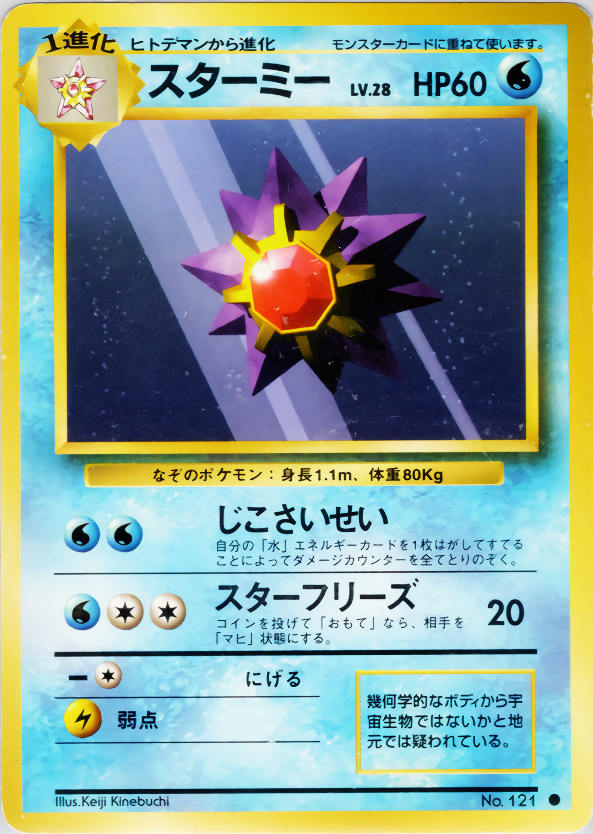 1進化 ヒトデマンから進化 モンスターカードに重ねて使います。
スターミー LV.28 HP60
なぞのポケモン：身長1.1m、体重80Kg
じこさいせい
自分の「水」エネルギーカードを1枚はがしてすてる
ことによってダメージカウンターを全てとりのぞく。
スターフリーズ 20
コインを投げて「おもて」なら、相手を
「マヒ」状態にする。
にげる
弱点
幾何学的なボディから宇
宙生物ではないかと地
元では疑われている。
Illus.Keiji Kinebuchi No. 121